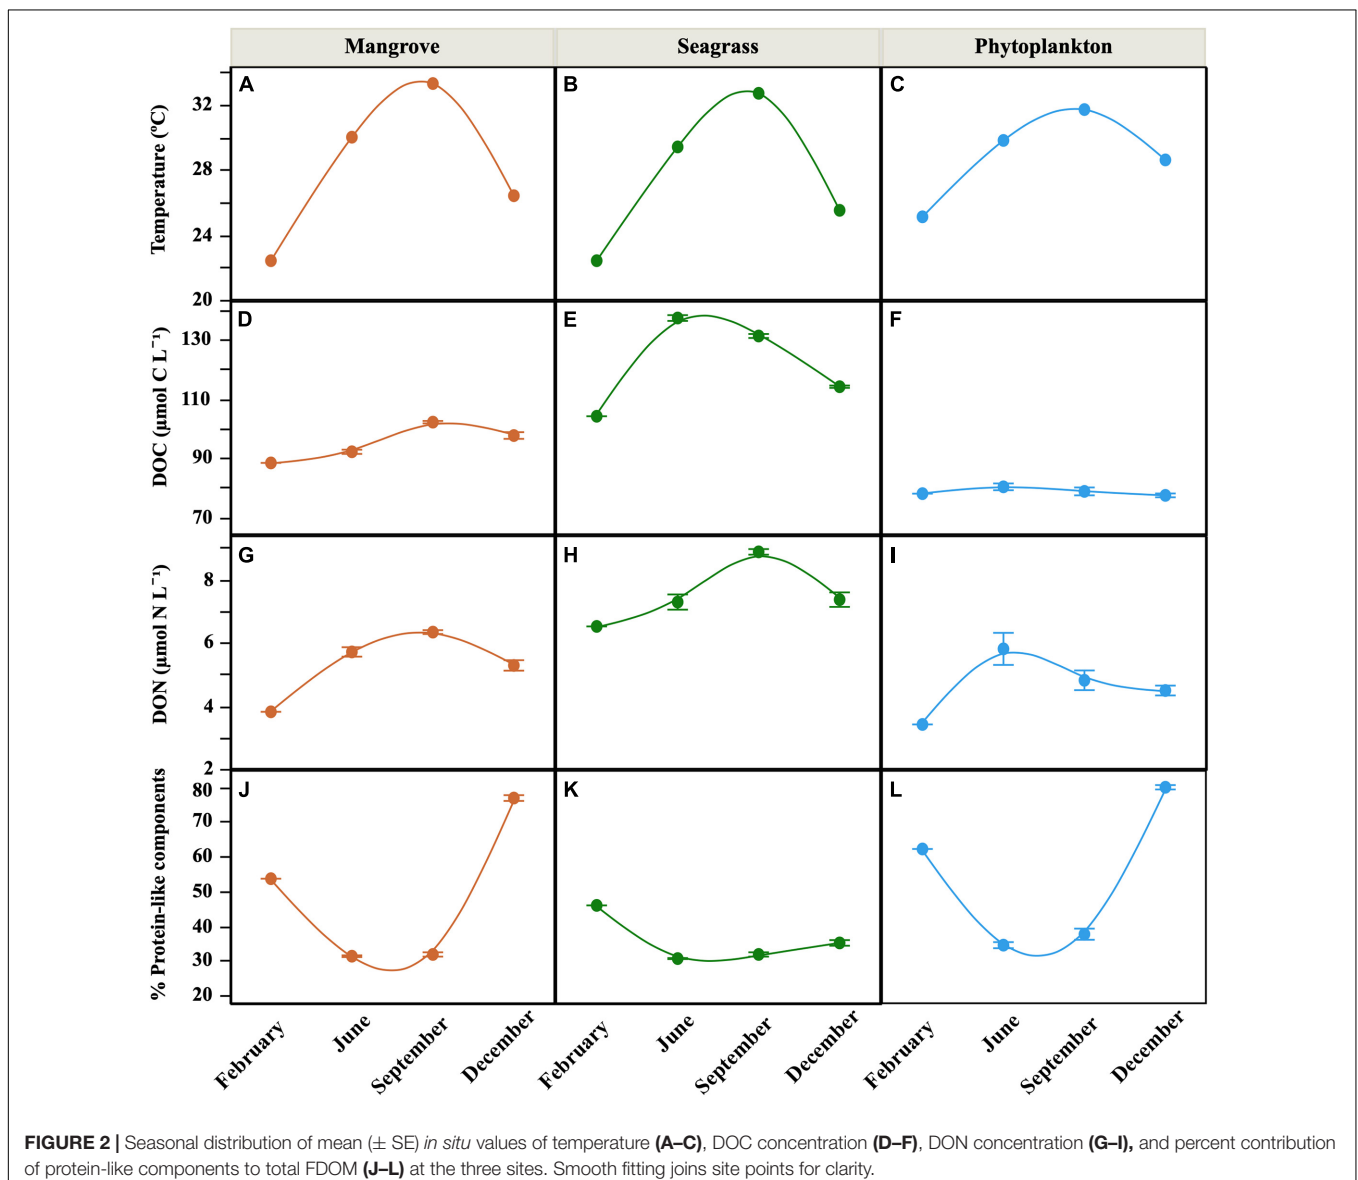 Mangrove Seagrass Phytoplankton
A B C
Temperature (ºC)
32
28
24
20
D E F
DOC (µmol C L⁻¹)
130
110
90
70
G H I
DON (µmol N L⁻¹)
8
6
4
2
J K L
% Protein-like components
80
70
60
50
40
30
20
February June September December February June September December February June September December
FIGURE 2 | Seasonal distribution of mean (± SE) in situ values of temperature (A–C), DOC concentration (D–F), DON concentration (G–I), and percent contribution
of protein-like components to total FDOM (J–L) at the three sites. Smooth fitting joins site points for clarity.